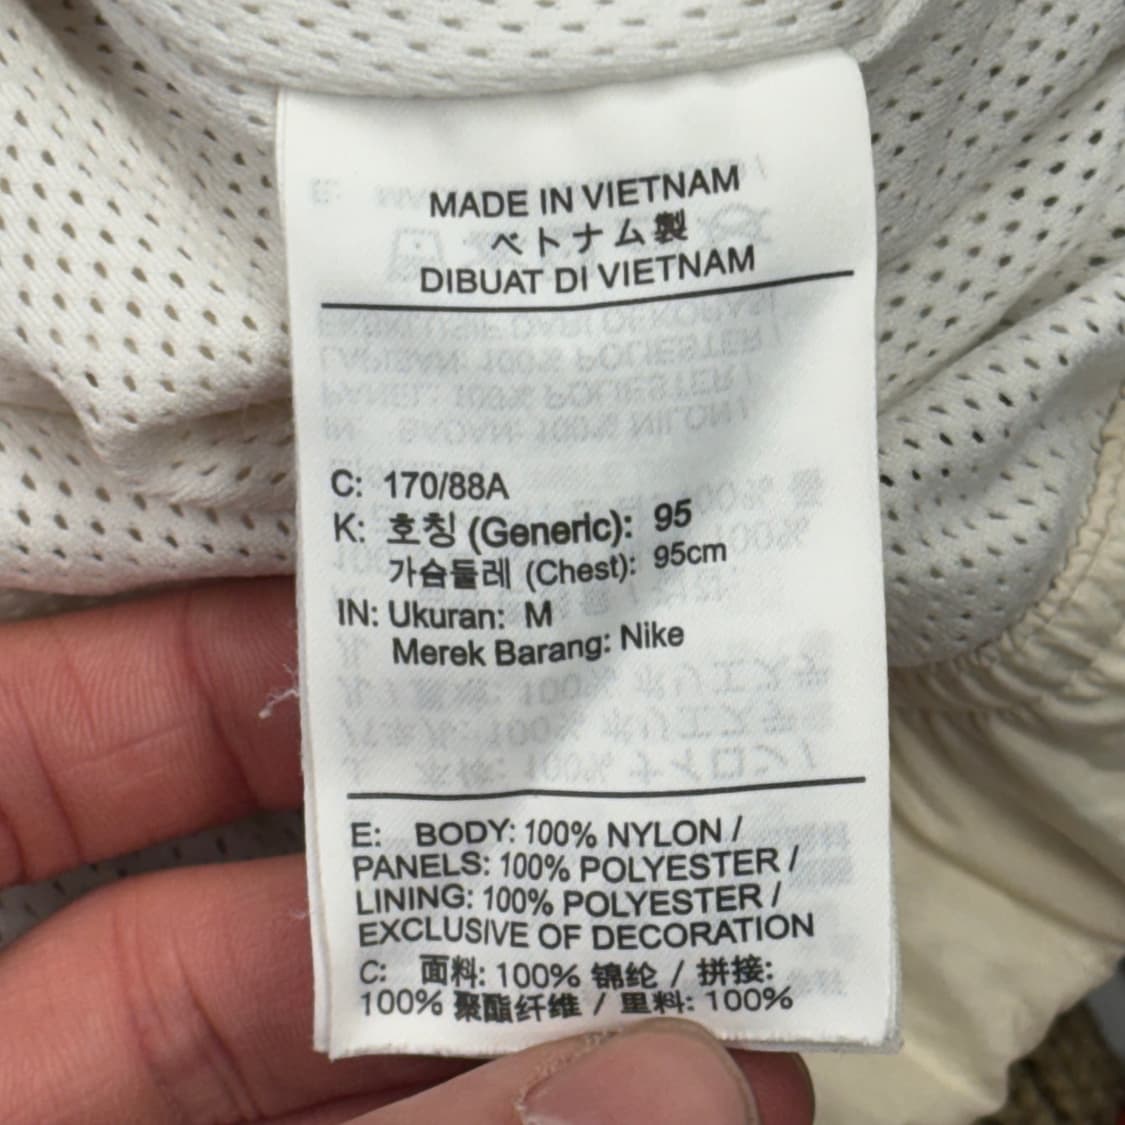 MADE IN VIETNAM
ベトナム製
DIBUAT DI VIETNAM
C: 170/88A
K: 호칭 (Generic): 95
가슴둘레 (Chest): 95cm
IN: Ukuran: M
Merek Barang: Nike
E: BODY: 100% NYLON /
PANELS: 100% POLYESTER /
LINING: 100% POLYESTER /
EXCLUSIVE OF DECORATION
C: 面料: 100% 锦纶 / 拼接:
100% 聚酯纤维 / 里料: 100%